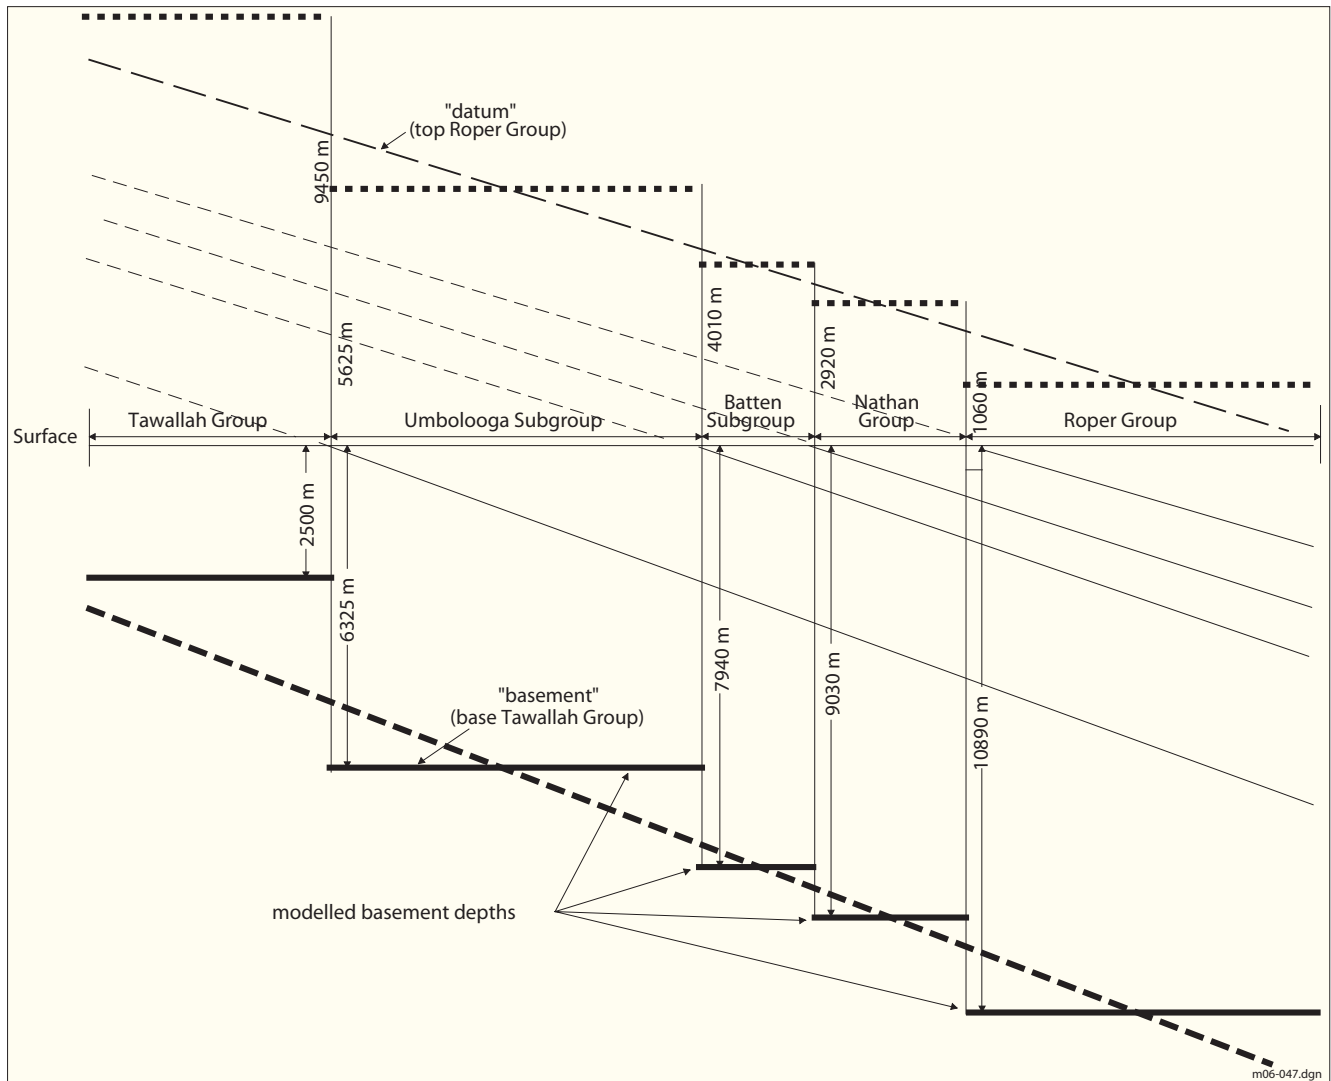 "datum"
(top Roper Group)
9450 m
5625 m
4010 m
2920 m
1060 m
Surface
Tawallah Group
Umbolooga Subgroup
Batten
Subgroup
Nathan
Group
Roper Group
2500 m
6325 m
7940 m
9030 m
10890 m
"basement"
(base Tawallah Group)
modelled basement depths
m06-047.dgn